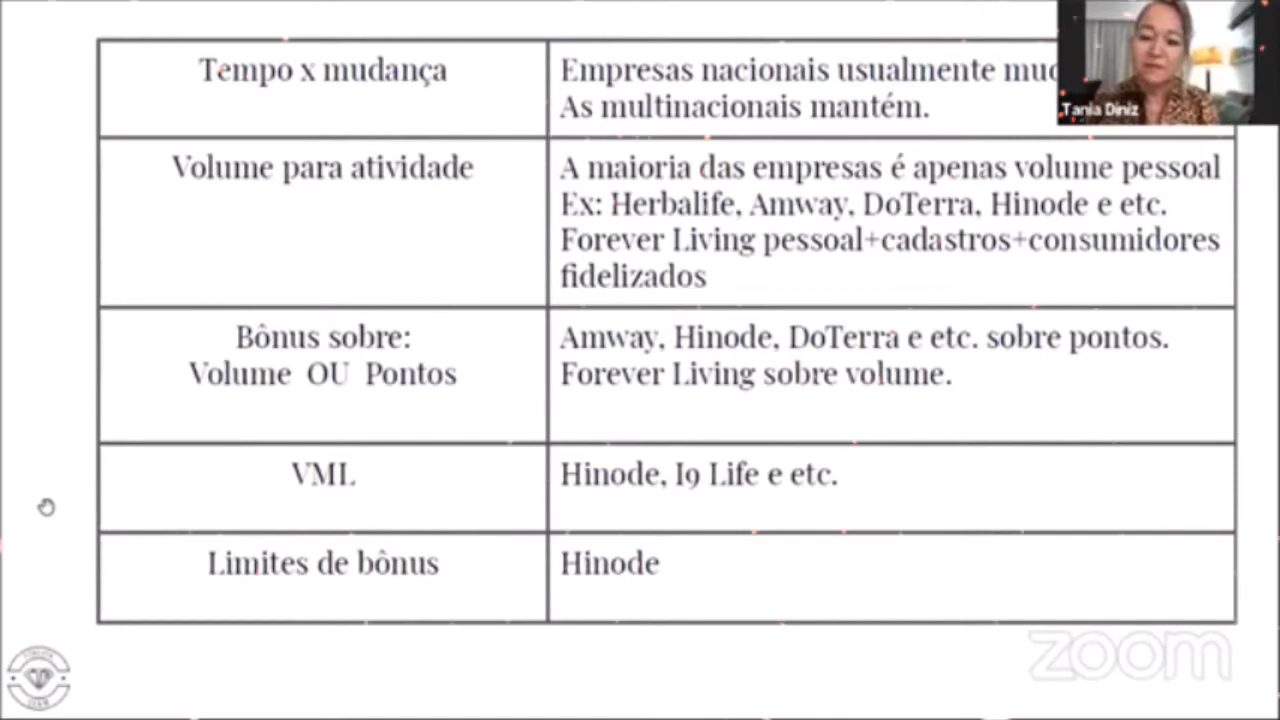 Tempo x mudança
Empresas nacionais usualmente
As multinacionais mantém.
Tania Diniz
Volume para atividade
A maioria das empresas é apenas volume pessoal
Ex: Herbalife, Amway, DoTerra, Hinode e etc.
Forever Living pessoal+cadastros+consumidores
fidelizados
Bônus sobre:
Volume OU Pontos
Amway, Hinode, DoTerra e etc. sobre pontos.
Forever Living sobre volume.
VML
Hinode, I9 Life e etc.
Limites de bônus
Hinode
zoom